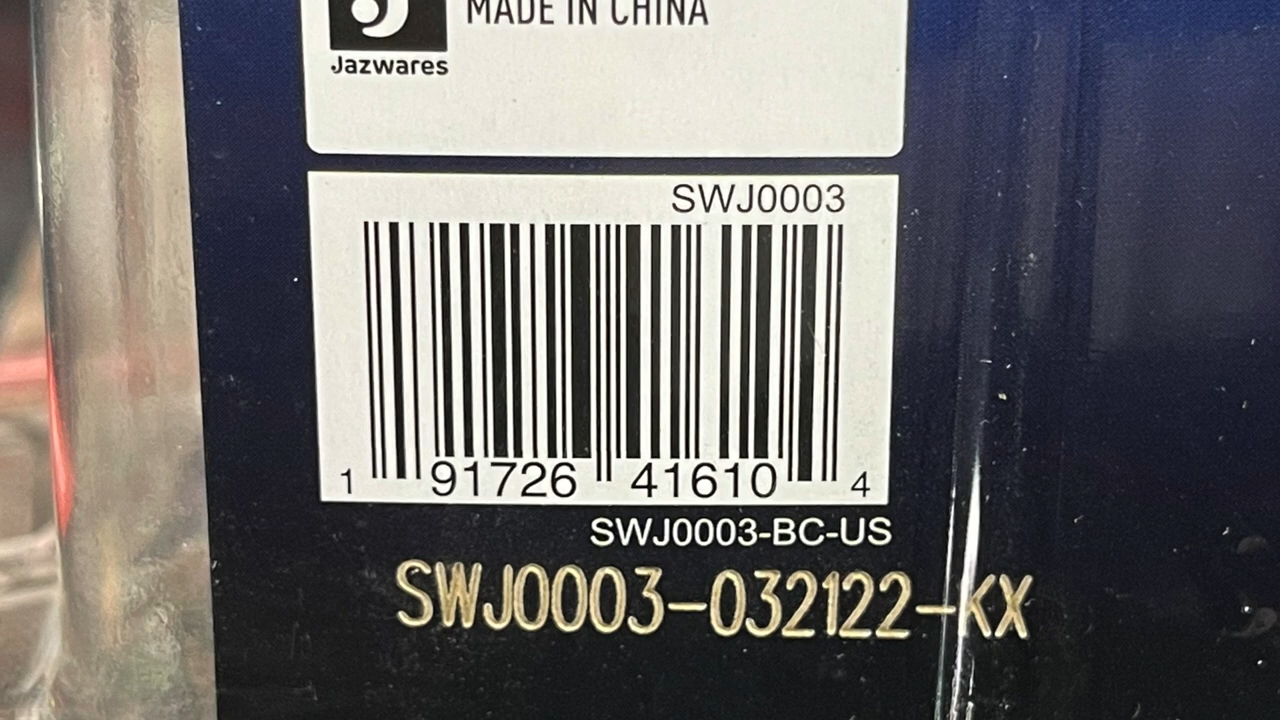 MADE IN CHINA
Jazwares
SWJ0003
1 91726 41610 4
SWJ0003-BC-US
SWJ0003-032122-KX